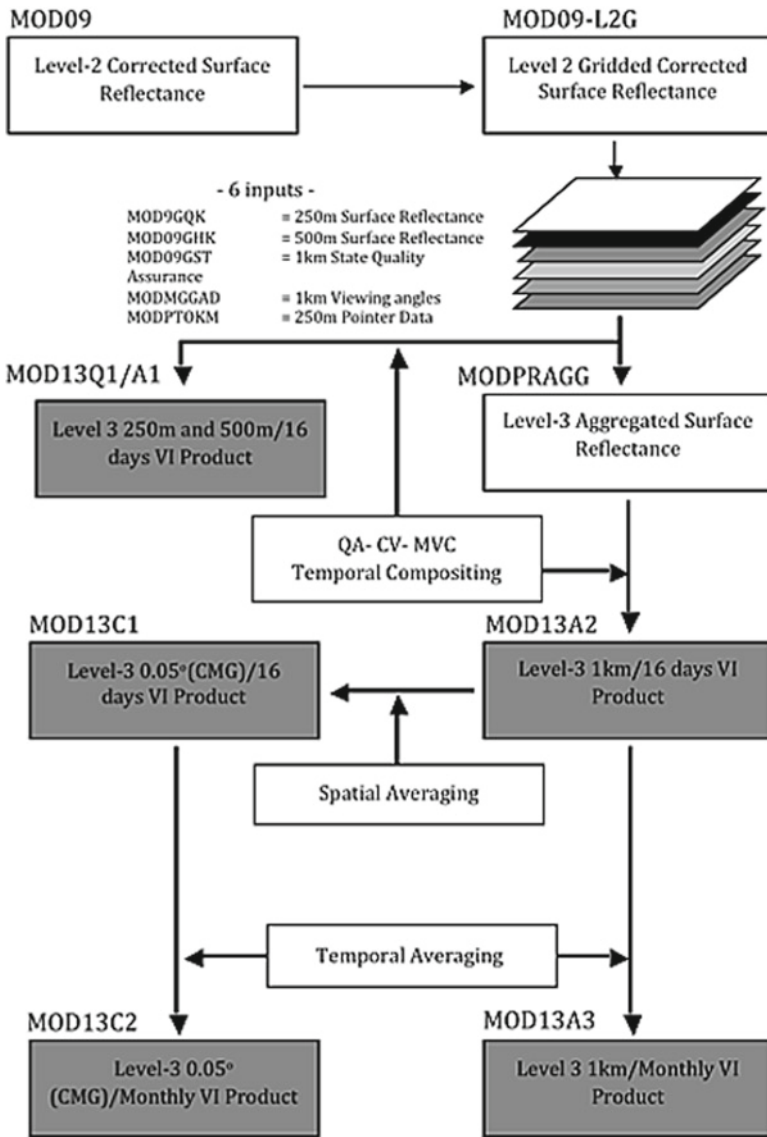 MOD09
Level-2 Corrected Surface
Reflectance
MOD09-L2G
Level 2 Gridded Corrected
Surface Reflectance
- 6 inputs -
MOD9GQK = 250m Surface Reflectance
MOD09GHK = 500m Surface Reflectance
MOD09GST = 1km State Quality
Assurance
MODMGGAD = 1km Viewing angles
MODPTOKM = 250m Pointer Data
MOD13Q1/A1
Level 3 250m and 500m/16
days VI Product
MODPRAGG
Level-3 Aggregated Surface
Reflectance
QA- CV- MVC
Temporal Compositing
MOD13C1
Level-3 0.05°(CMG)/16
days VI Product
MOD13A2
Level-3 1km/16 days VI
Product
Spatial Averaging
Temporal Averaging
MOD13C2
Level-3 0.05°
(CMG)/Monthly VI Product
MOD13A3
Level 3 1km/Monthly VI
Product